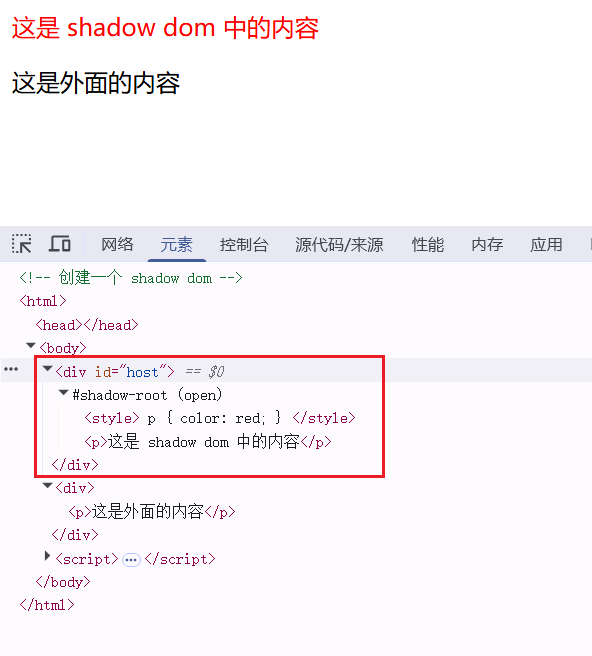 这是 shadow dom 中的内容
这是外面的内容
网络 元素 控制台 源代码/来源 性能 内存 应用
<!-- 创建一个 shadow dom -->
<html>
<head></head>
<body>
<div id="host"> == $0
#shadow-root (open)
<style> p { color: red; } </style>
<p>这是 shadow dom 中的内容</p>
</div>
<div>
<p>这是外面的内容</p>
</div>
<script>…</script>
</body>
</html>